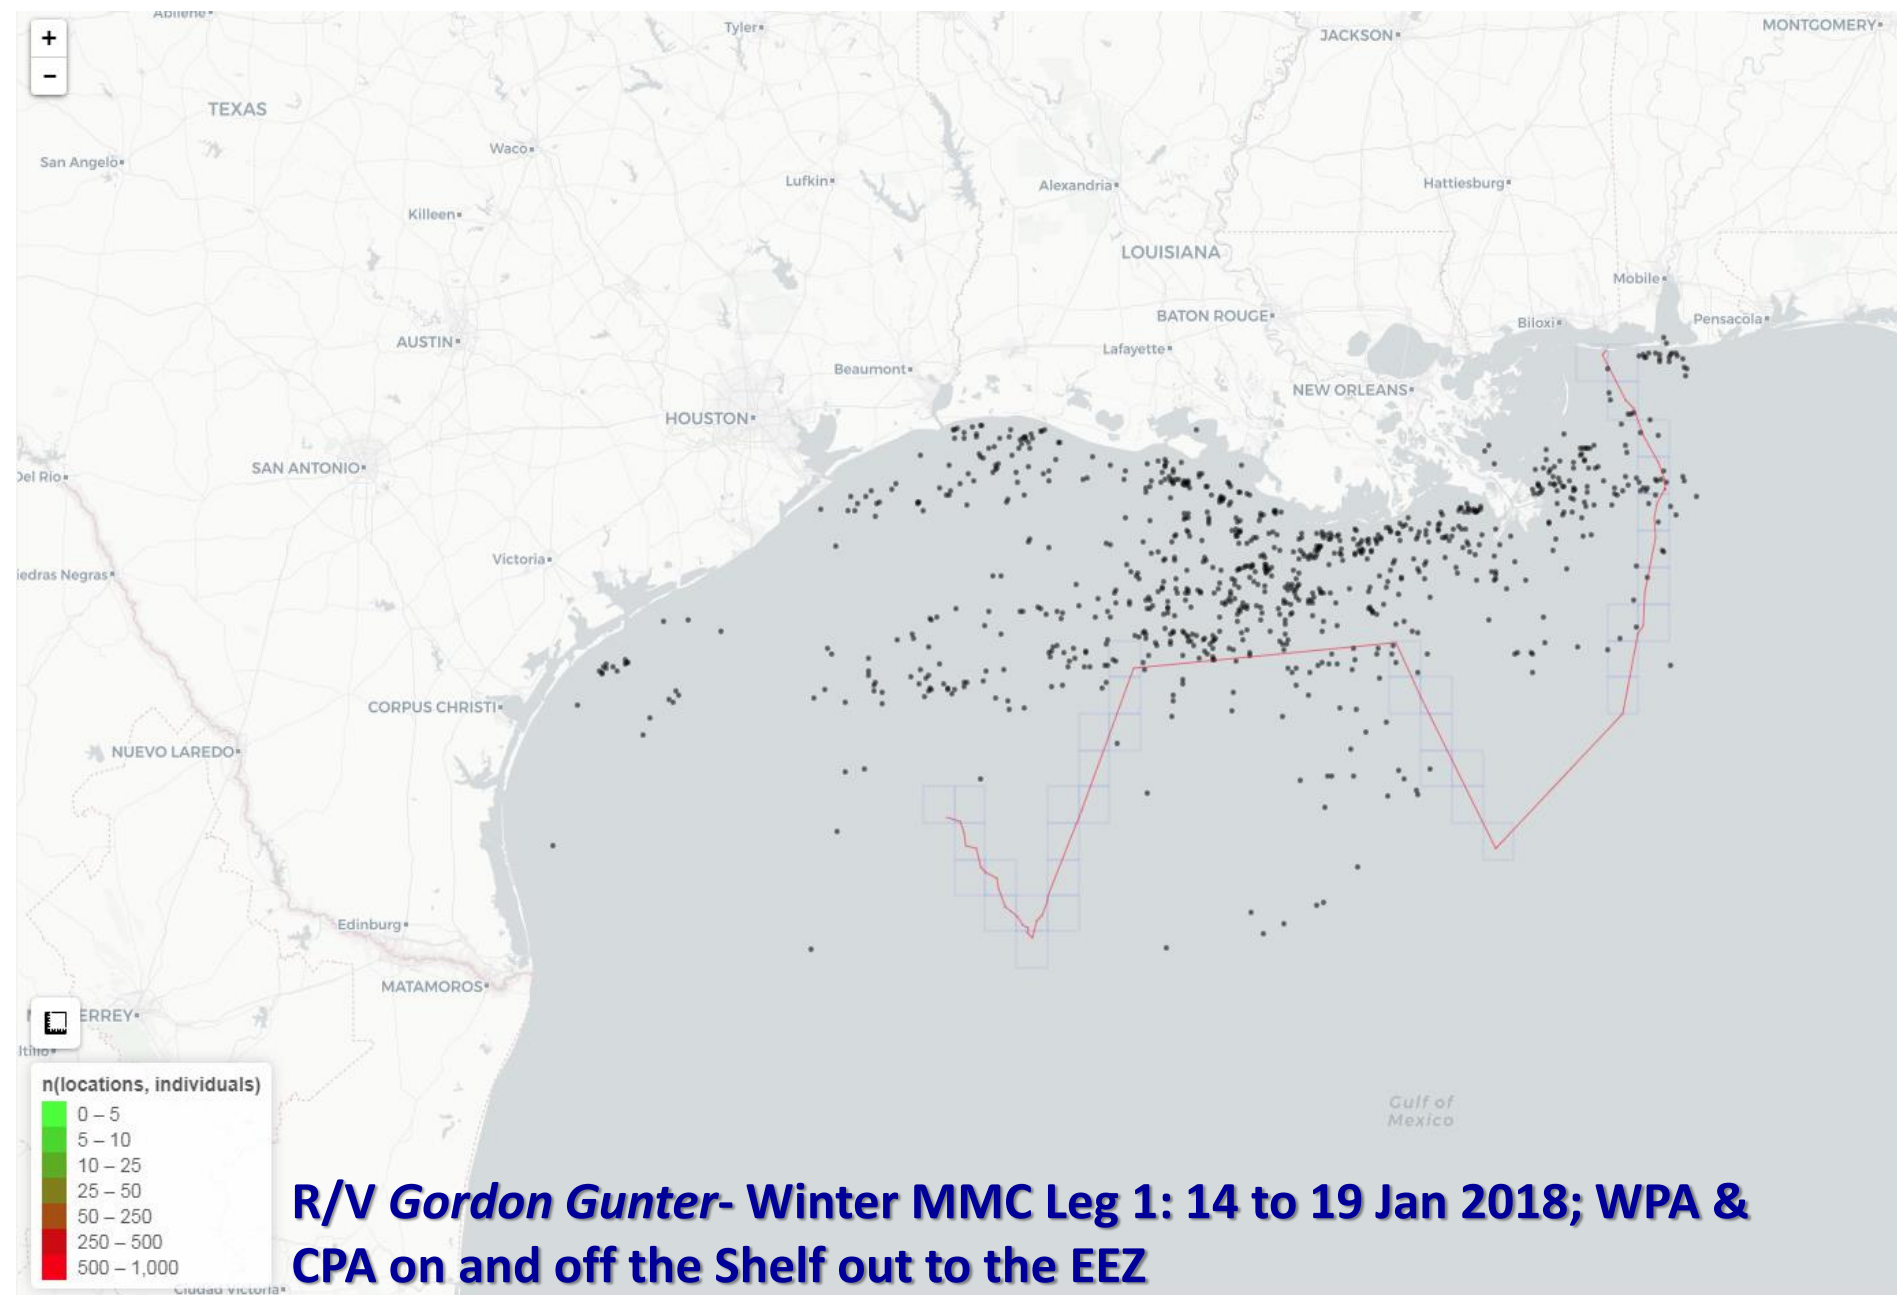 +
−
Abilene
Tyler
JACKSON
MONTGOMERY
TEXAS
San Angelo
Waco
Lufkin
Alexandria
Hattiesburg
Killeen
LOUISIANA
Mobile
BATON ROUGE
Biloxi
Pensacola
AUSTIN
Lafayette
Beaumont
NEW ORLEANS
HOUSTON
SAN ANTONIO
Del Rio
Victoria
iedras Negras
CORPUS CHRISTI
NUEVO LAREDO
Edinburg
MATAMOROS
ERREY
ltillo
Gulf of
Mexico
n(locations, individuals)
0 – 5
5 – 10
10 – 25
25 – 50
50 – 250
250 – 500
500 – 1,000
Ciudad Victoria
R/V Gordon Gunter- Winter MMC Leg 1: 14 to 19 Jan 2018; WPA &
CPA on and off the Shelf out to the EEZ